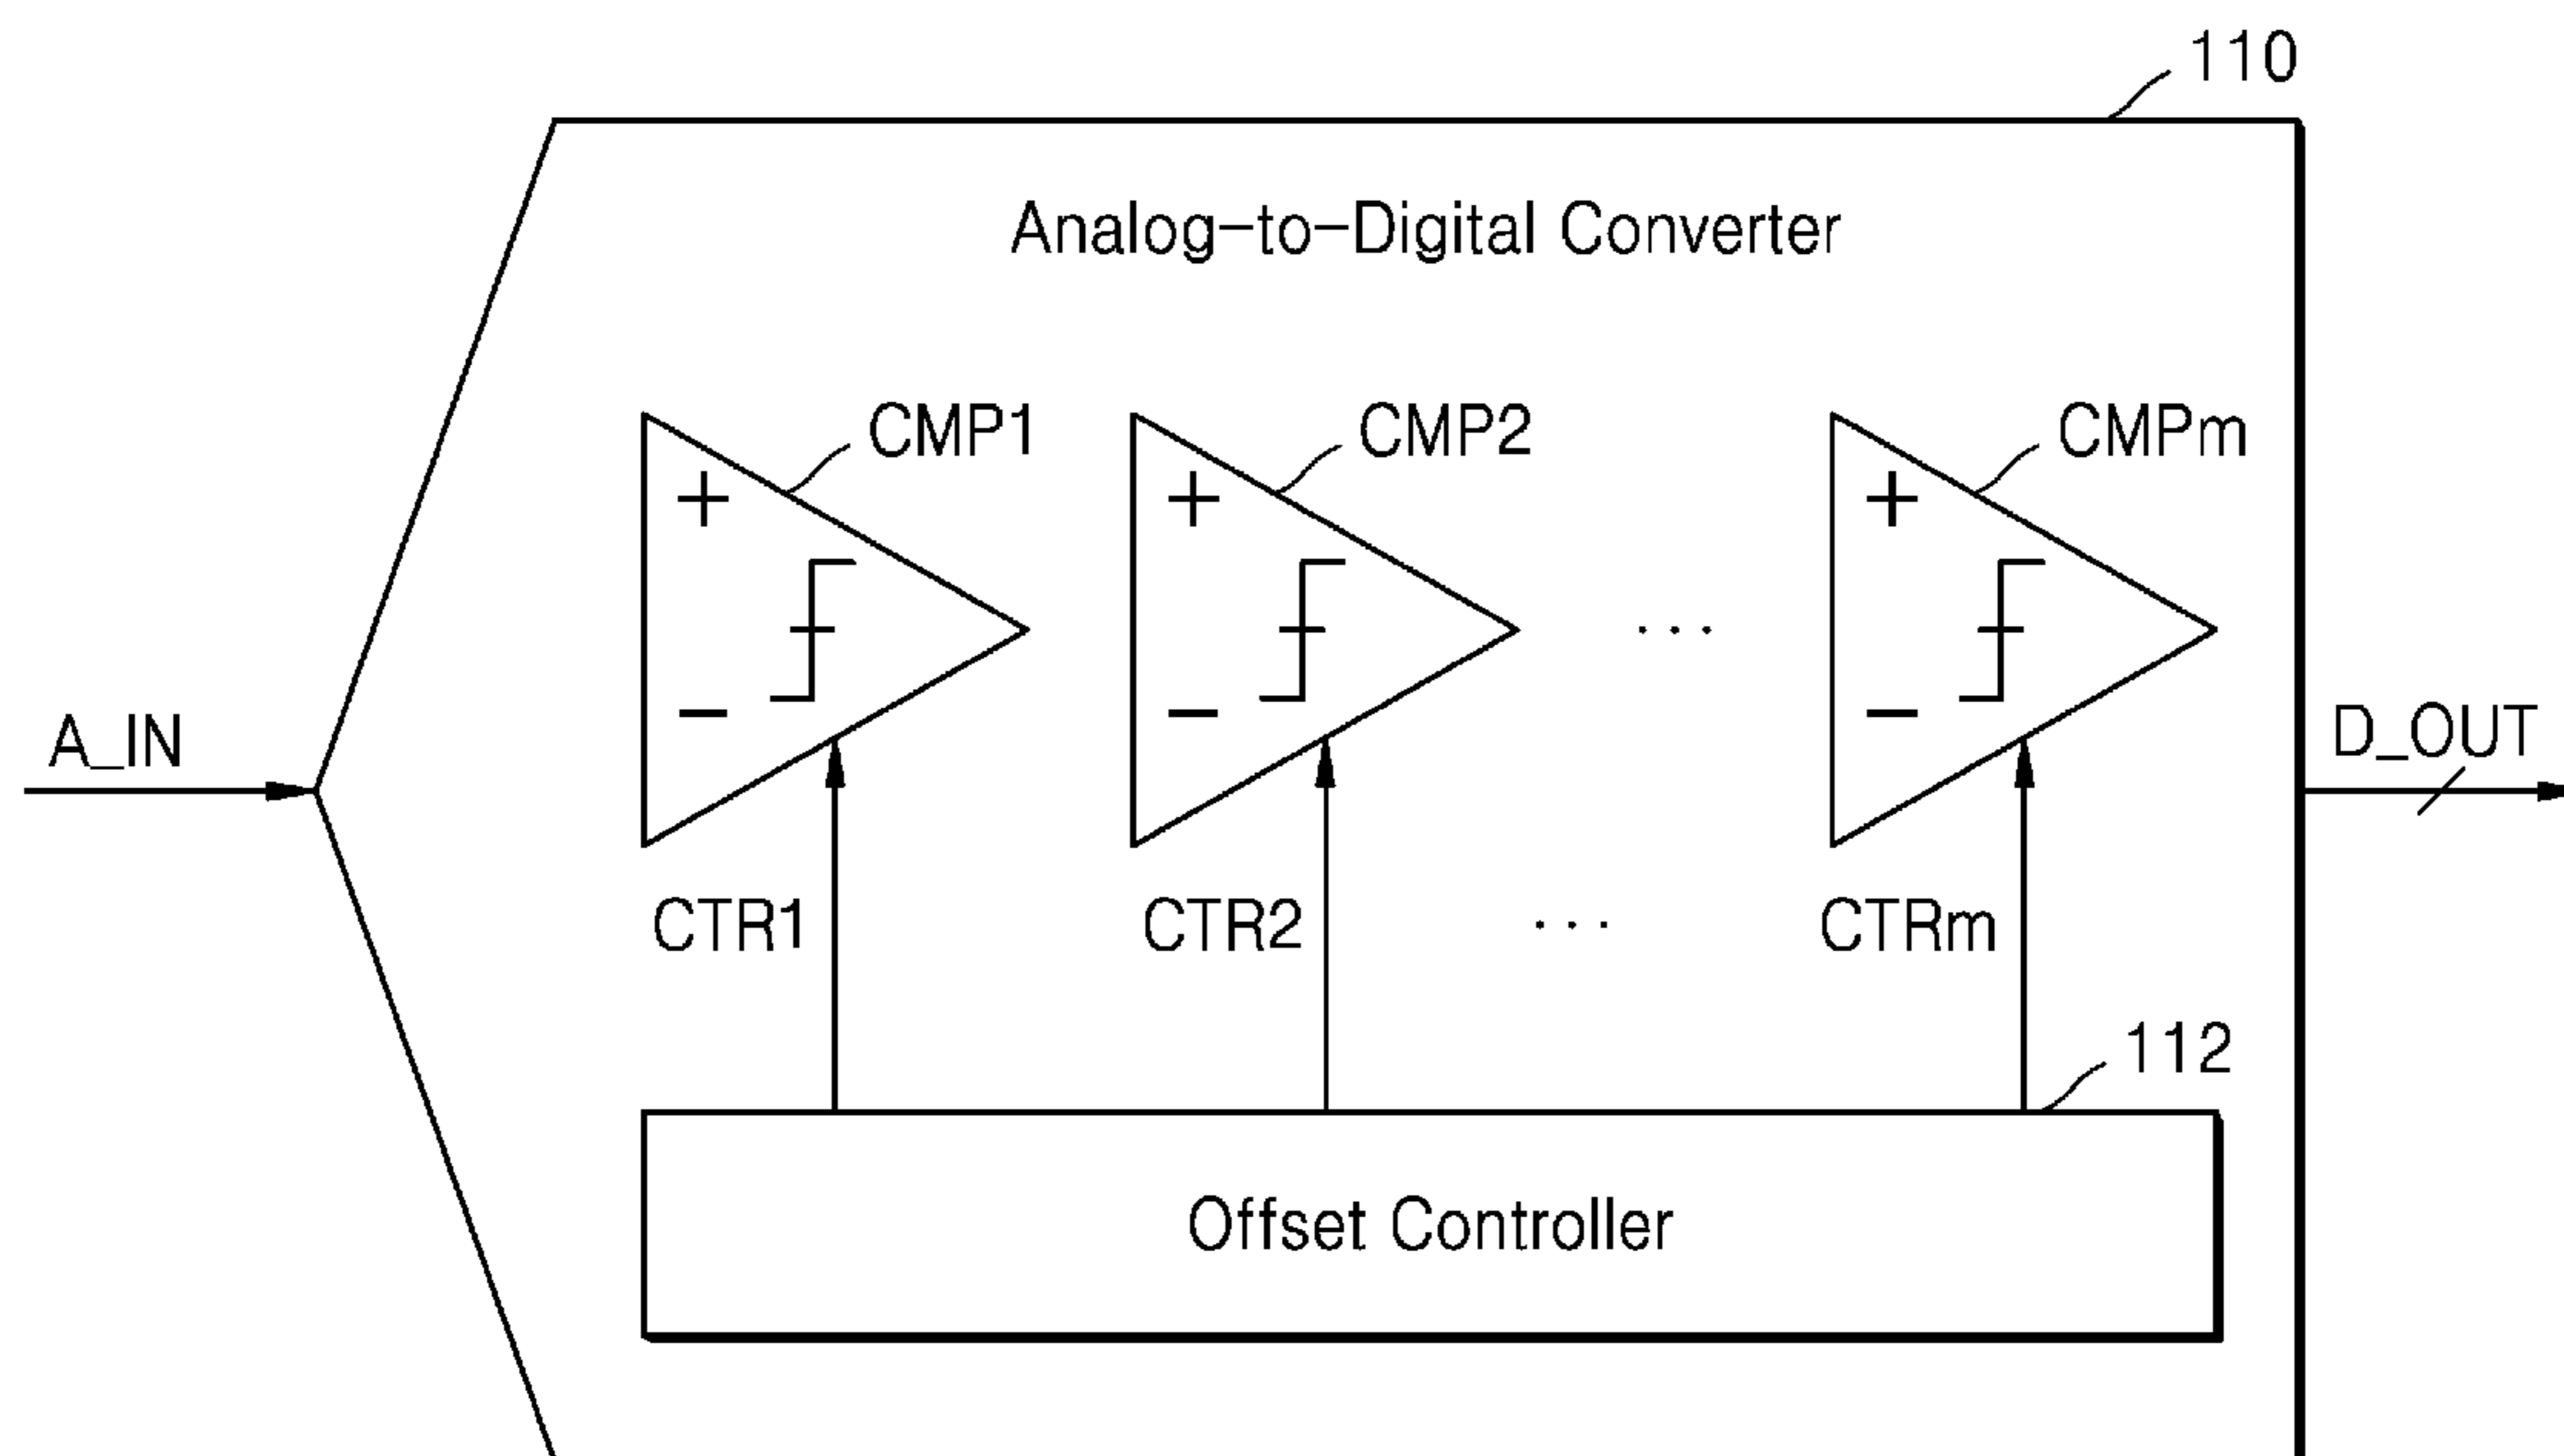 110
Analog-to-Digital Converter
CMP1
CMP2
CMPm
+
+
+
...
−
−
−
A_IN
D_OUT
CTR1
CTR2
...
CTRm
112
Offset Controller